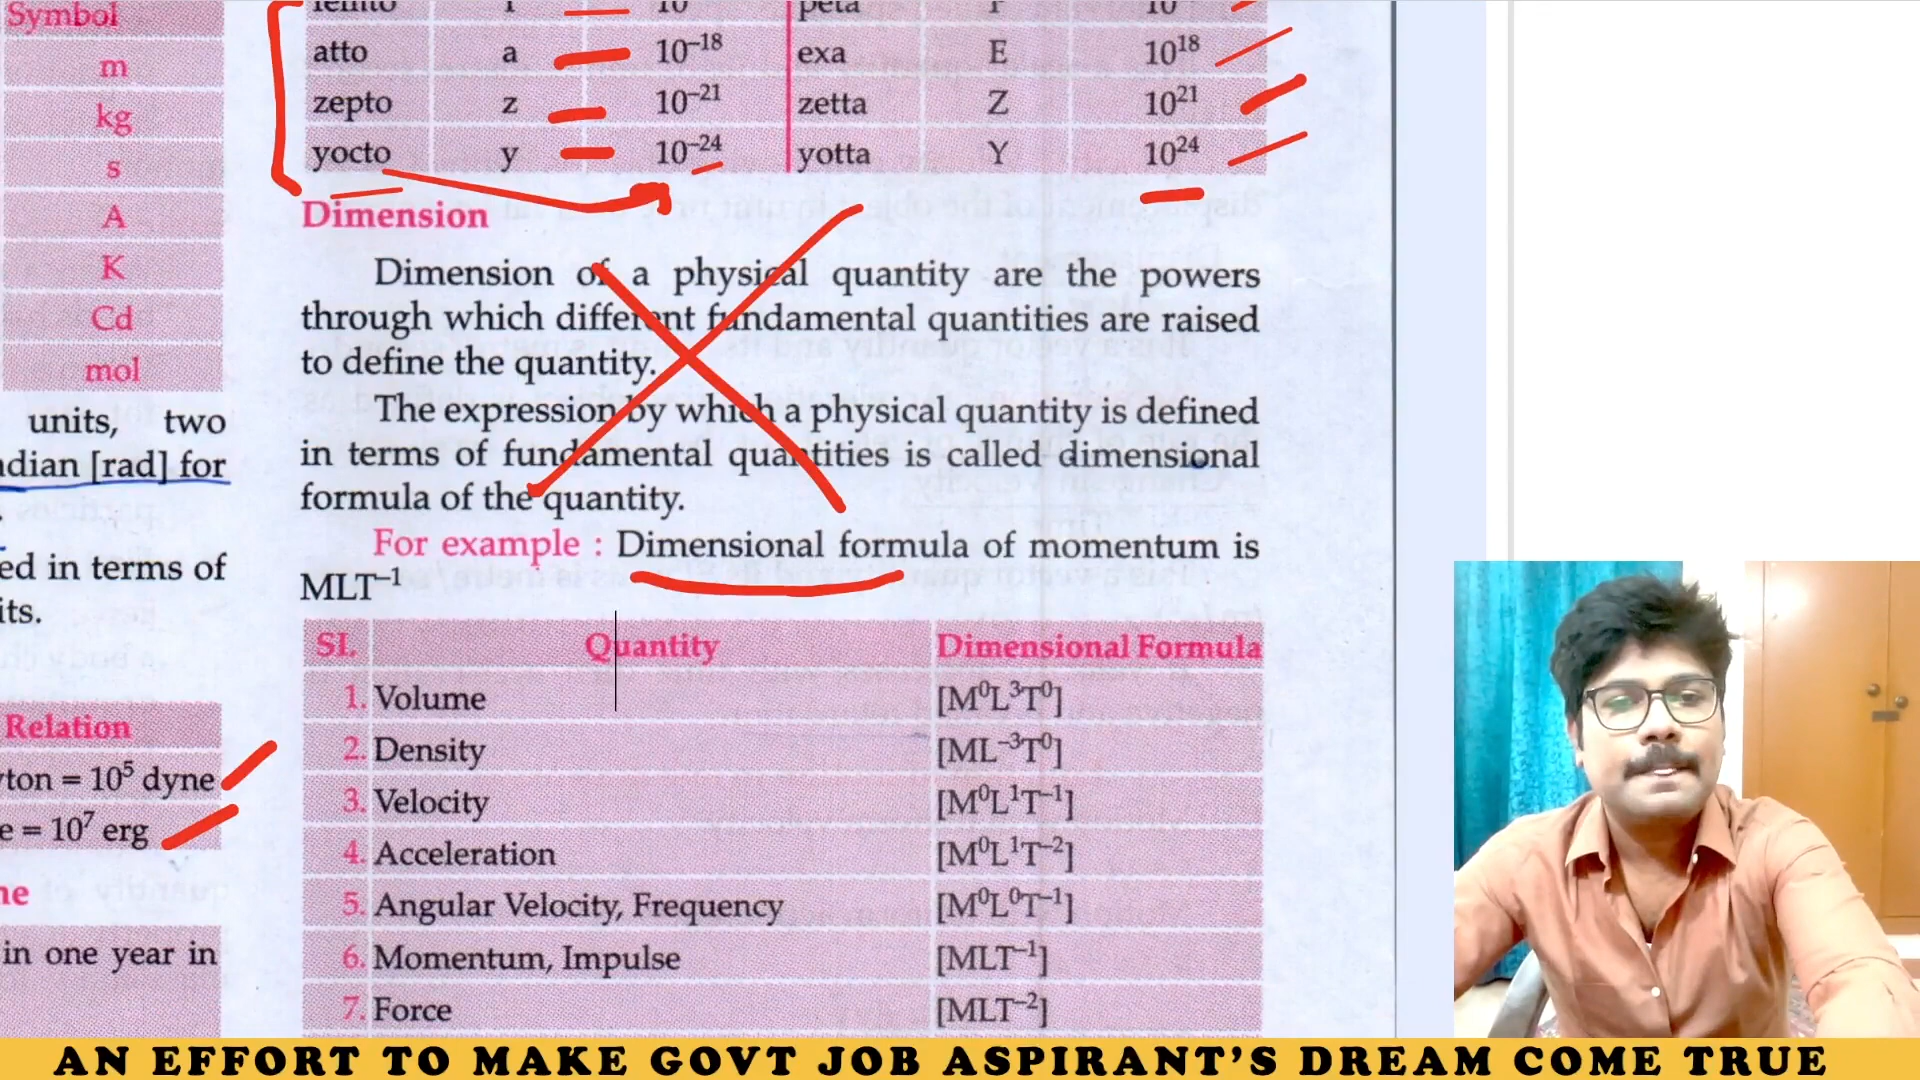 Symbol
m
kg
s
A
K
Cd
mol
units, two
dian [rad] for
ed in terms of
its.
Relation
ton = 10⁵ dyne
e = 10⁷ erg
ne
in one year in
femto f 10 peta P 10
atto a 10⁻¹⁸ exa E 10¹⁸
zepto z 10⁻²¹ zetta Z 10²¹
yocto y 10⁻²⁴ yotta Y 10²⁴
Dimension
Dimension of a physical quantity are the powers
through which different fundamental quantities are raised
to define the quantity.
The expression by which a physical quantity is defined
in terms of fundamental quantities is called dimensional
formula of the quantity.
For example : Dimensional formula of momentum is
MLT⁻¹
SI. Quantity Dimensional Formula
1. Volume [M⁰L³T⁰]
2. Density [ML⁻³T⁰]
3. Velocity [M⁰L¹T⁻¹]
4. Acceleration [M⁰L¹T⁻²]
5. Angular Velocity, Frequency [M⁰L⁰T⁻¹]
6. Momentum, Impulse [MLT⁻¹]
7. Force [MLT⁻²]
AN EFFORT TO MAKE GOVT JOB ASPIRANT'S DREAM COME TRUE